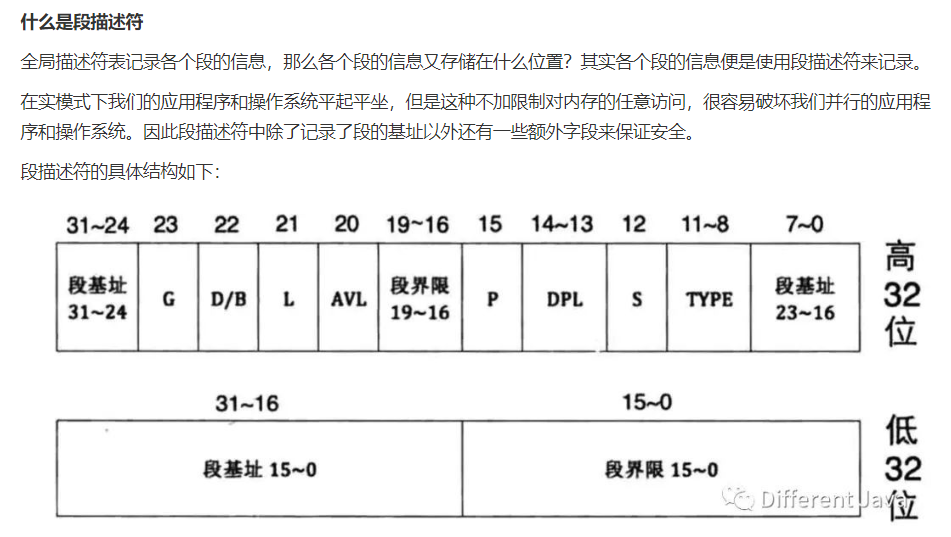 什么是段描述符
全局描述符表记录各个段的信息，那么各个段的信息又存储在什么位置？其实各个段的信息便是使用段描述符来记录。
在实模式下我们的应用程序和操作系统平起平坐，但是这种不加限制对内存的任意访问，很容易破坏我们并行的应用程
序和操作系统。因此段描述符中除了记录了段的基址以外还有一些额外字段来保证安全。
段描述符的具体结构如下：
31~24 23 22 21 20 19~16 15 14~13 12 11~8 7~0
段基址 31~24
G
D/B
L
AVL
段界限 19~16
P
DPL
S
TYPE
段基址 23~16
高32位
31~16 15~0
段基址 15~0
段界限 15~0
低32位
Different Java